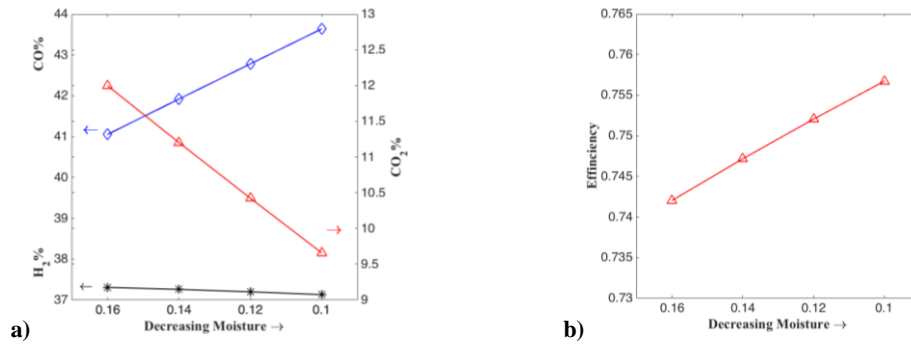 44
43
42
41
40
39
38
37
CO%
H2%
13
12.5
12
11.5
11
10.5
10
9.5
9
CO2%
←
→
←
0.16 0.14 0.12 0.1
Decreasing Moisture →
a)
0.765
0.76
0.755
0.75
0.745
0.74
0.735
0.73
Effinciency
0.16 0.14 0.12 0.1
Decreasing Moisture →
b)